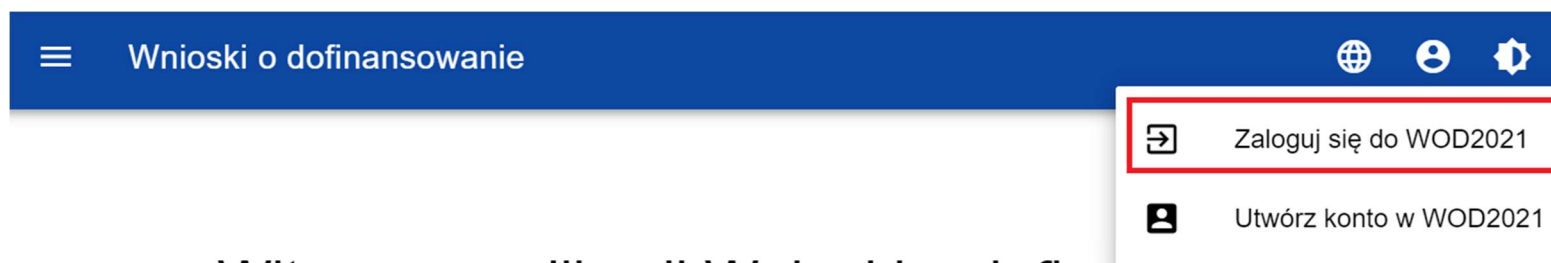 Wnioski o dofinansowanie
Zaloguj się do WOD2021
Utwórz konto w WOD2021